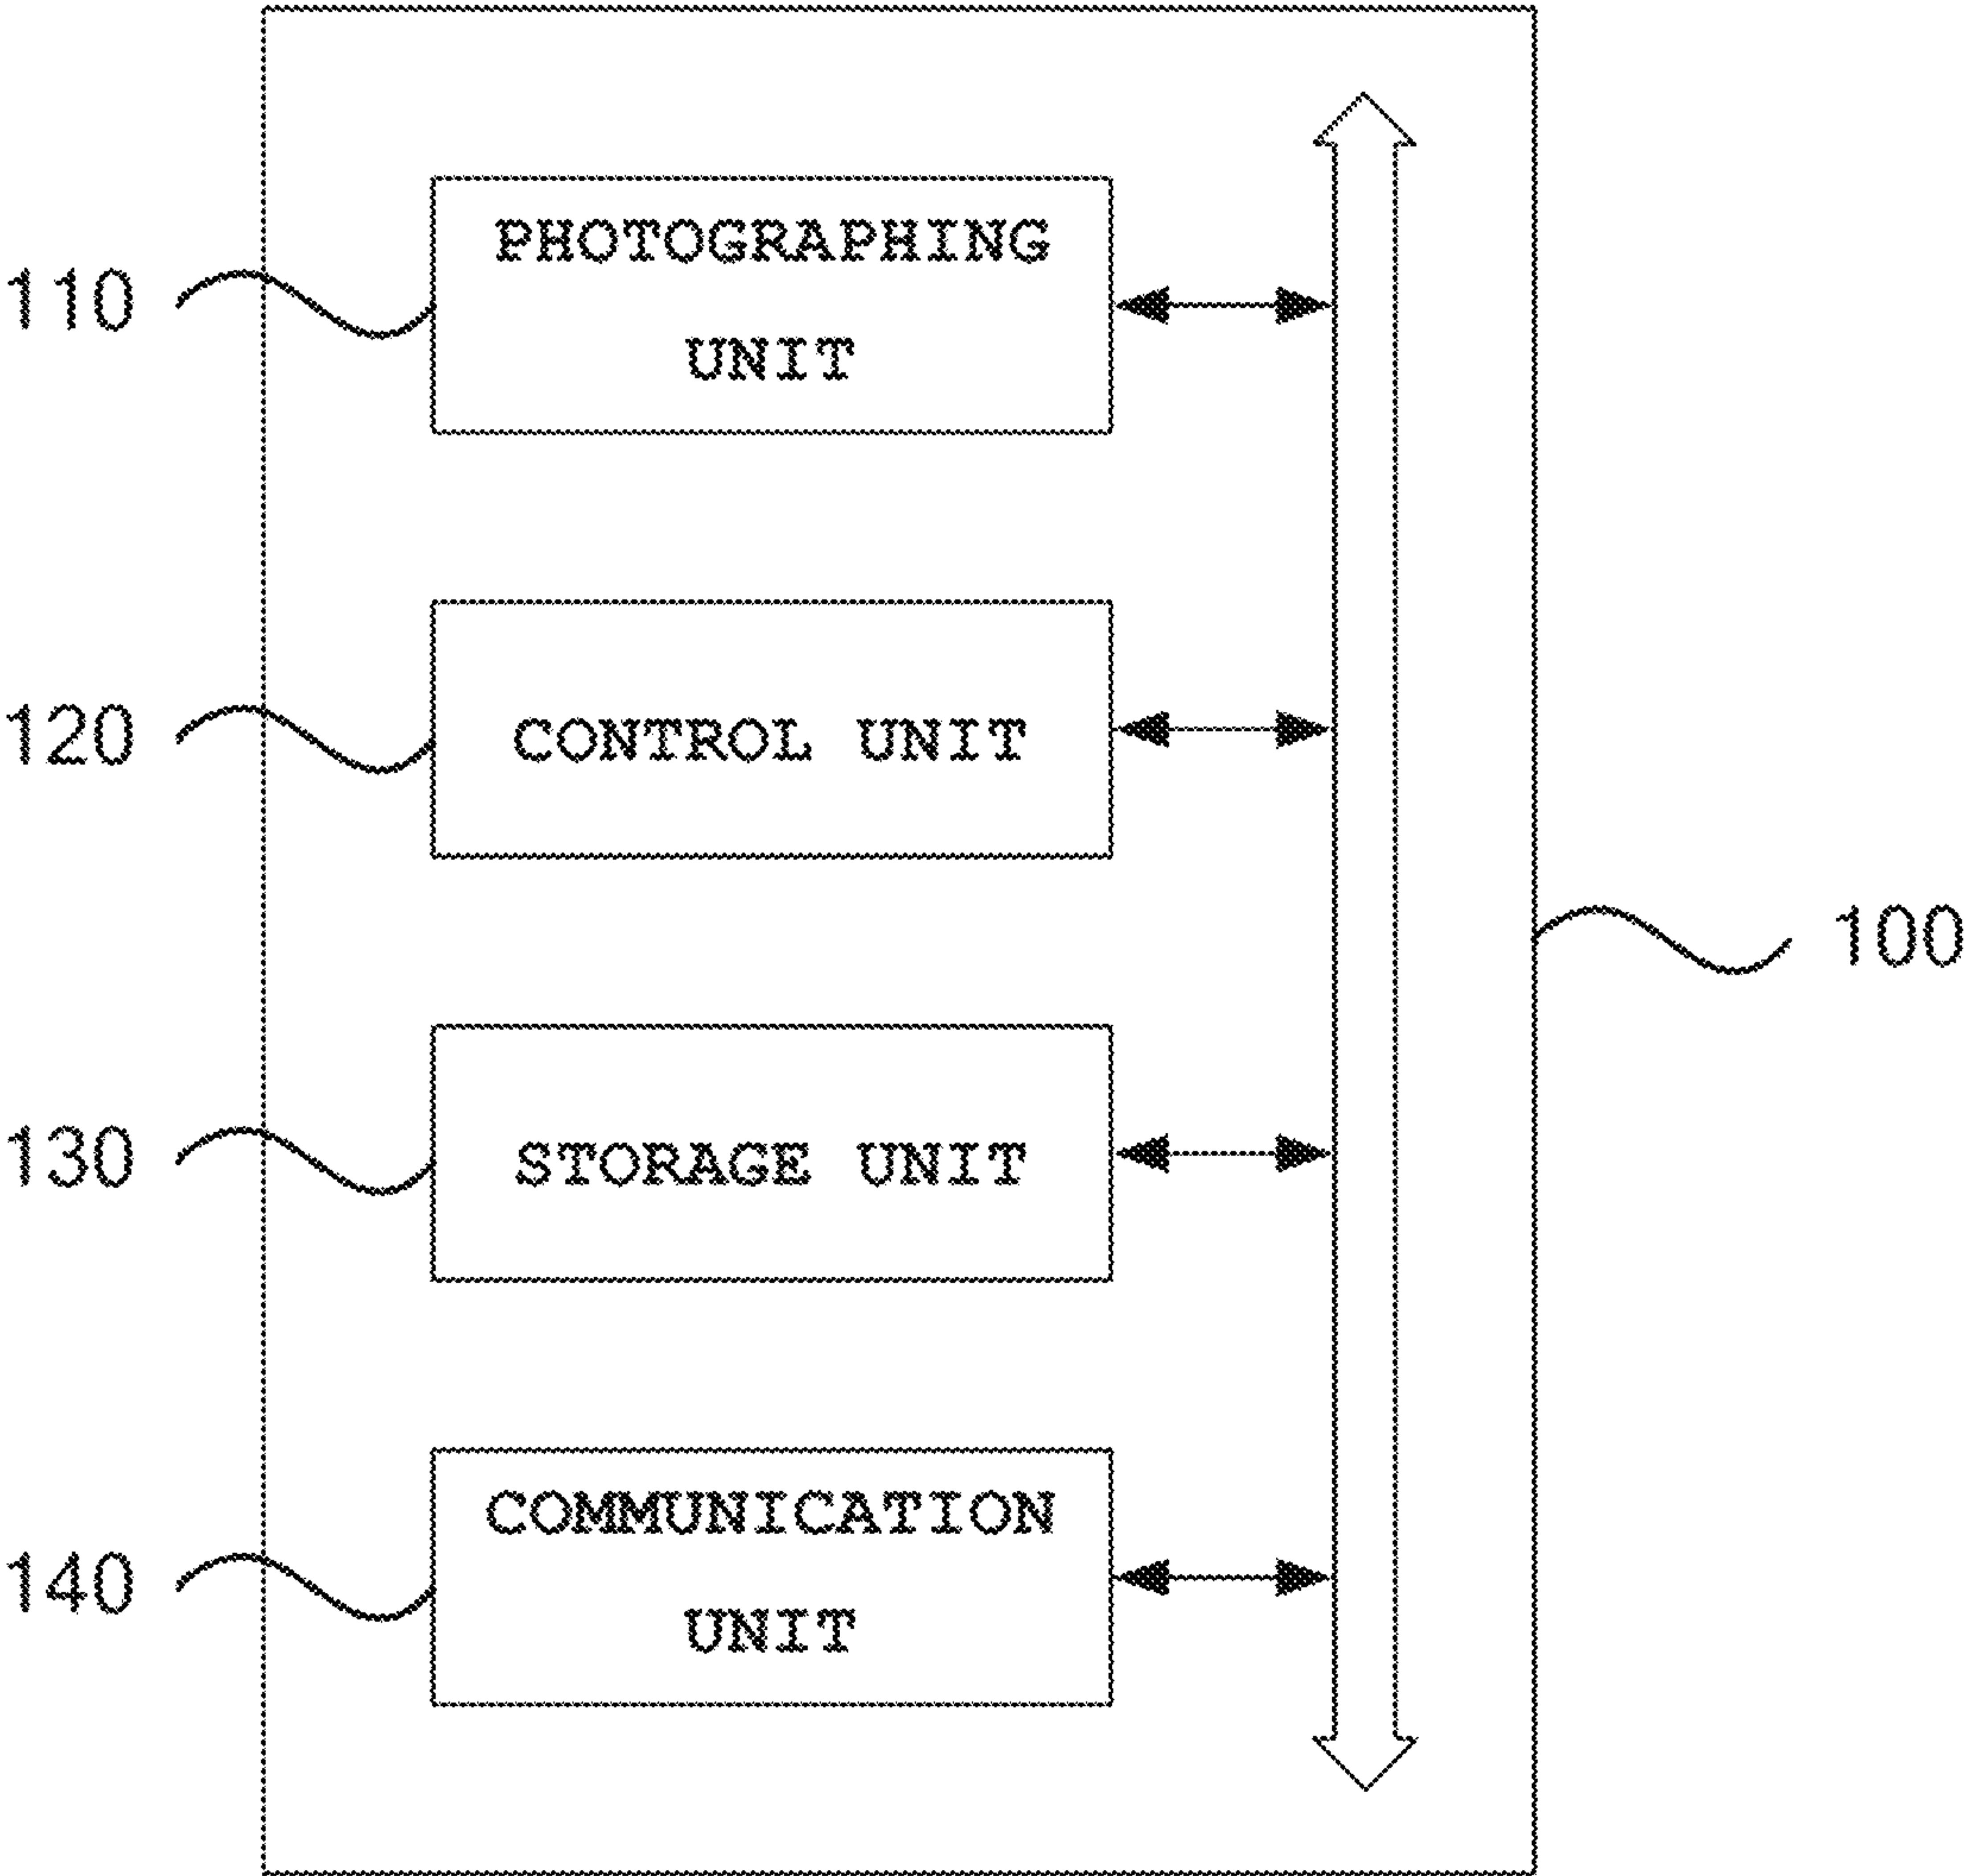 PHOTOGRAPHING
UNIT
110
CONTROL UNIT
120
100
STORAGE UNIT
130
COMMUNICATION
UNIT
140